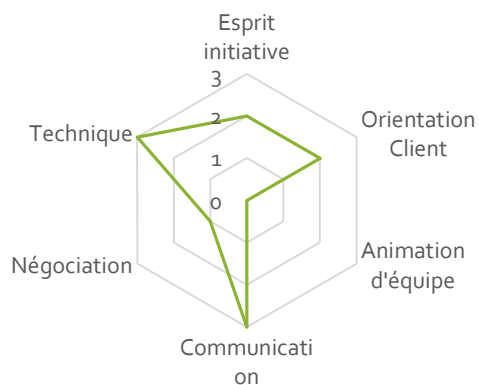 Esprit
initiative
3
2
1
0
Orientation
Client
Technique
Négociation
Animation
d'équipe
Communicati
on